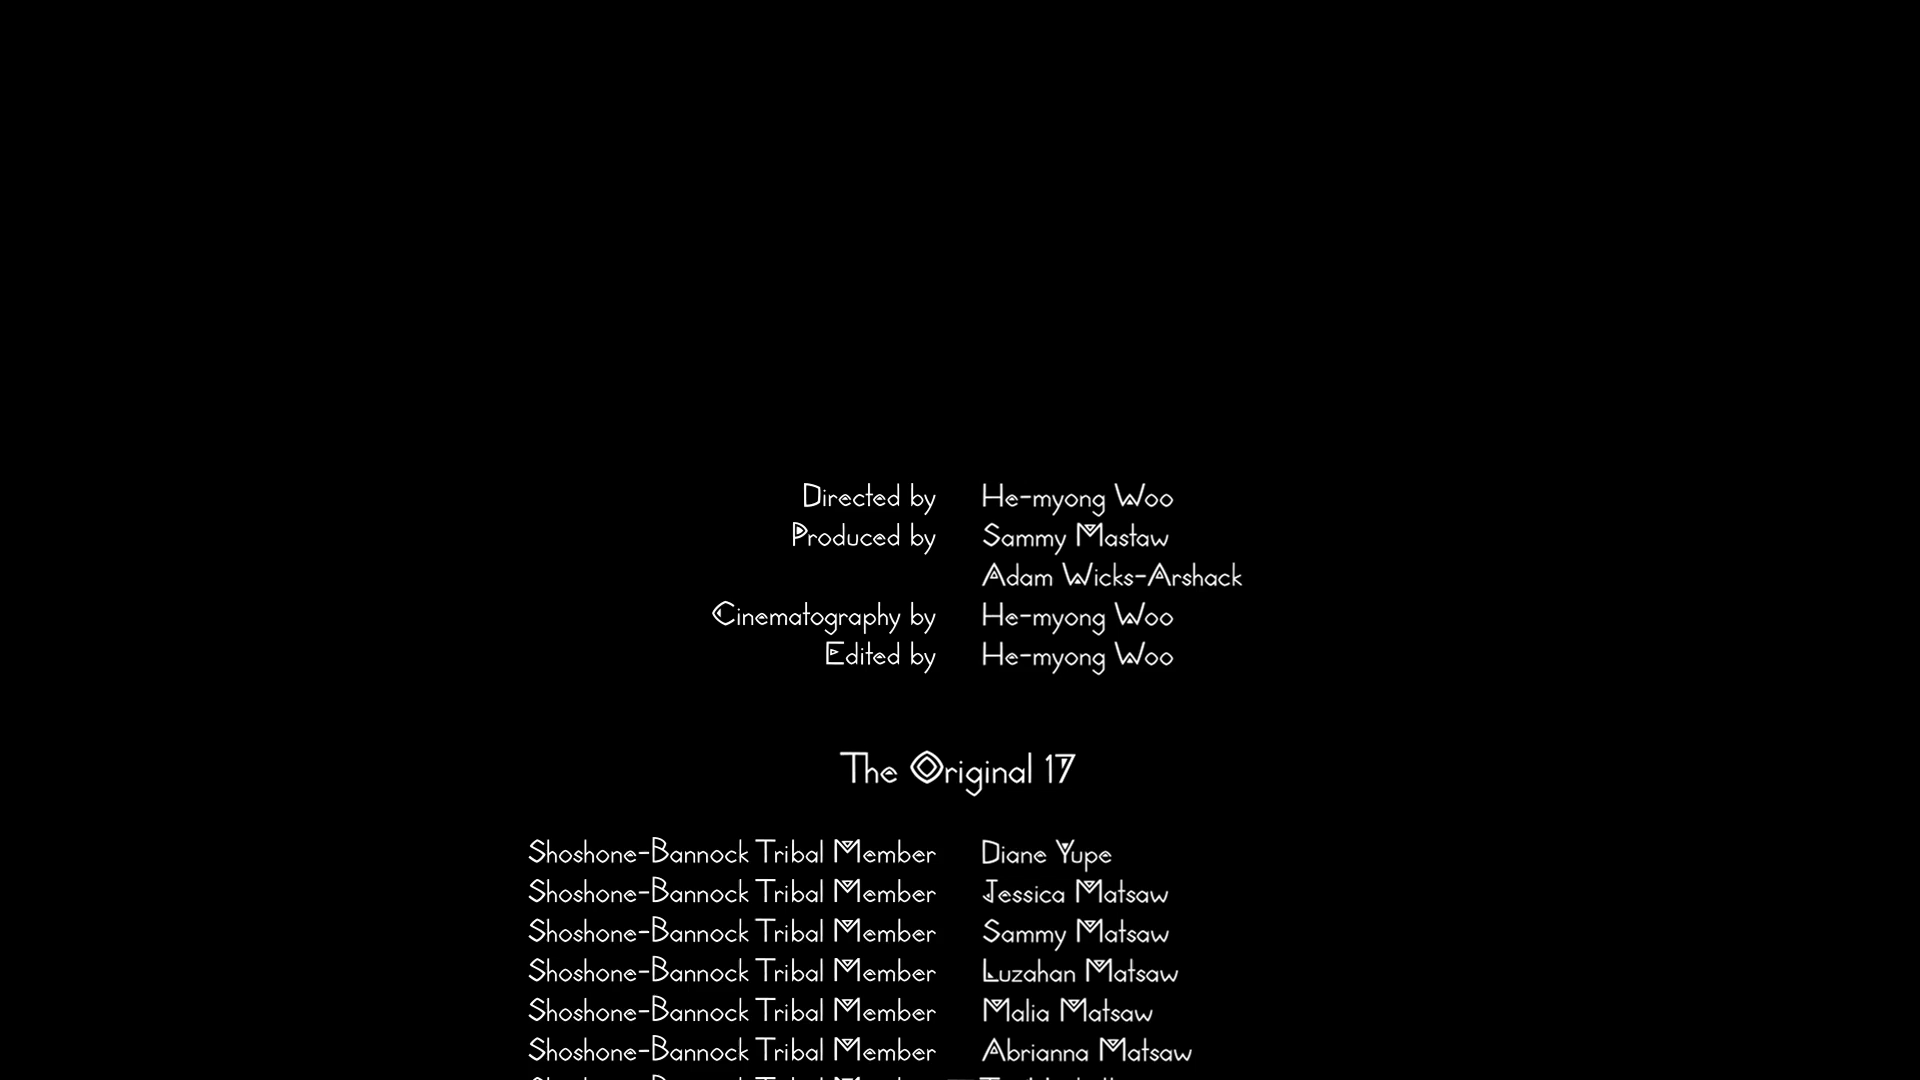 Directed by He-myong Woo
Produced by Sammy Mastaw
Adam Wicks-Arshack
Cinematography by He-myong Woo
Edited by He-myong Woo
The Original 17
Shoshone-Bannock Tribal Member Diane Yupe
Shoshone-Bannock Tribal Member Jessica Matsaw
Shoshone-Bannock Tribal Member Sammy Matsaw
Shoshone-Bannock Tribal Member Luzahan Matsaw
Shoshone-Bannock Tribal Member Malia Matsaw
Shoshone-Bannock Tribal Member Abrianna Matsaw